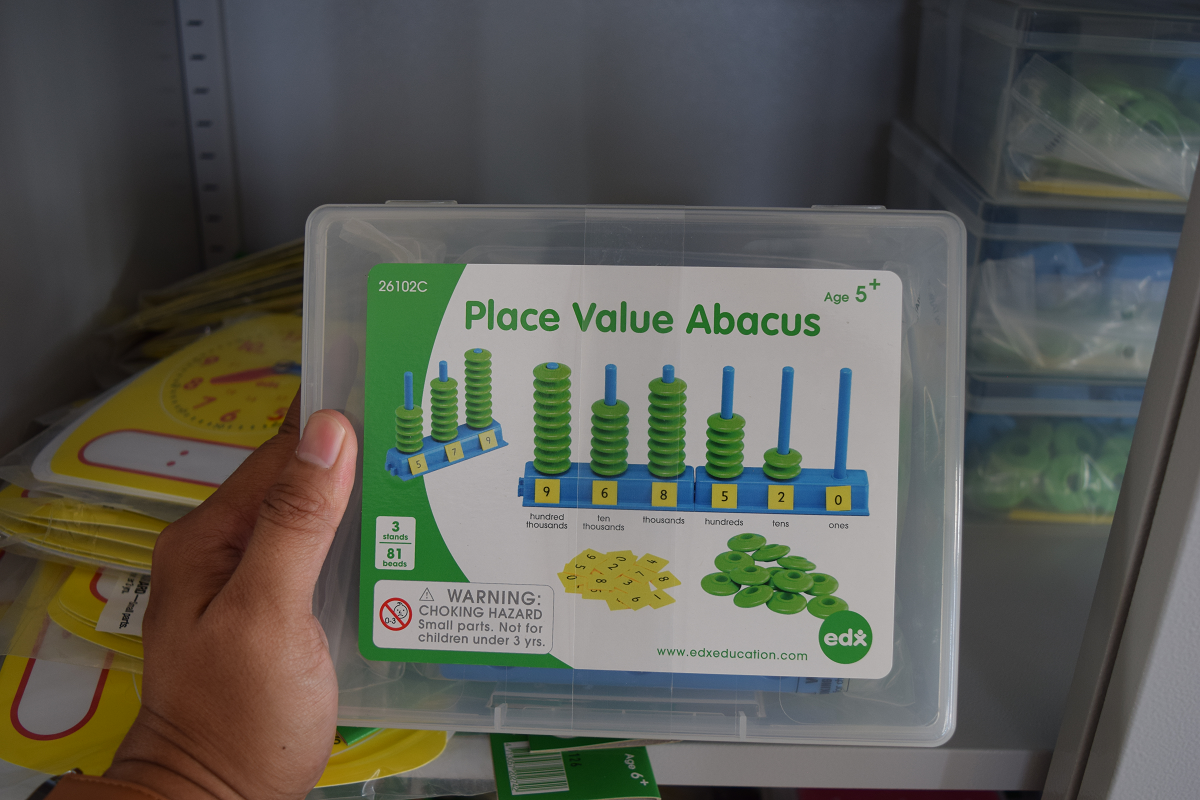 26102C
Age 5+
Place Value Abacus
5 7 9
9 6 8 5 2 0
hundred thousands
ten thousands
thousands
hundreds
tens
ones
3
stands
81
beads
WARNING:
CHOKING HAZARD
Small parts. Not for
children under 3 yrs.
0-3
edx
www.edxeducation.com
Age 6+